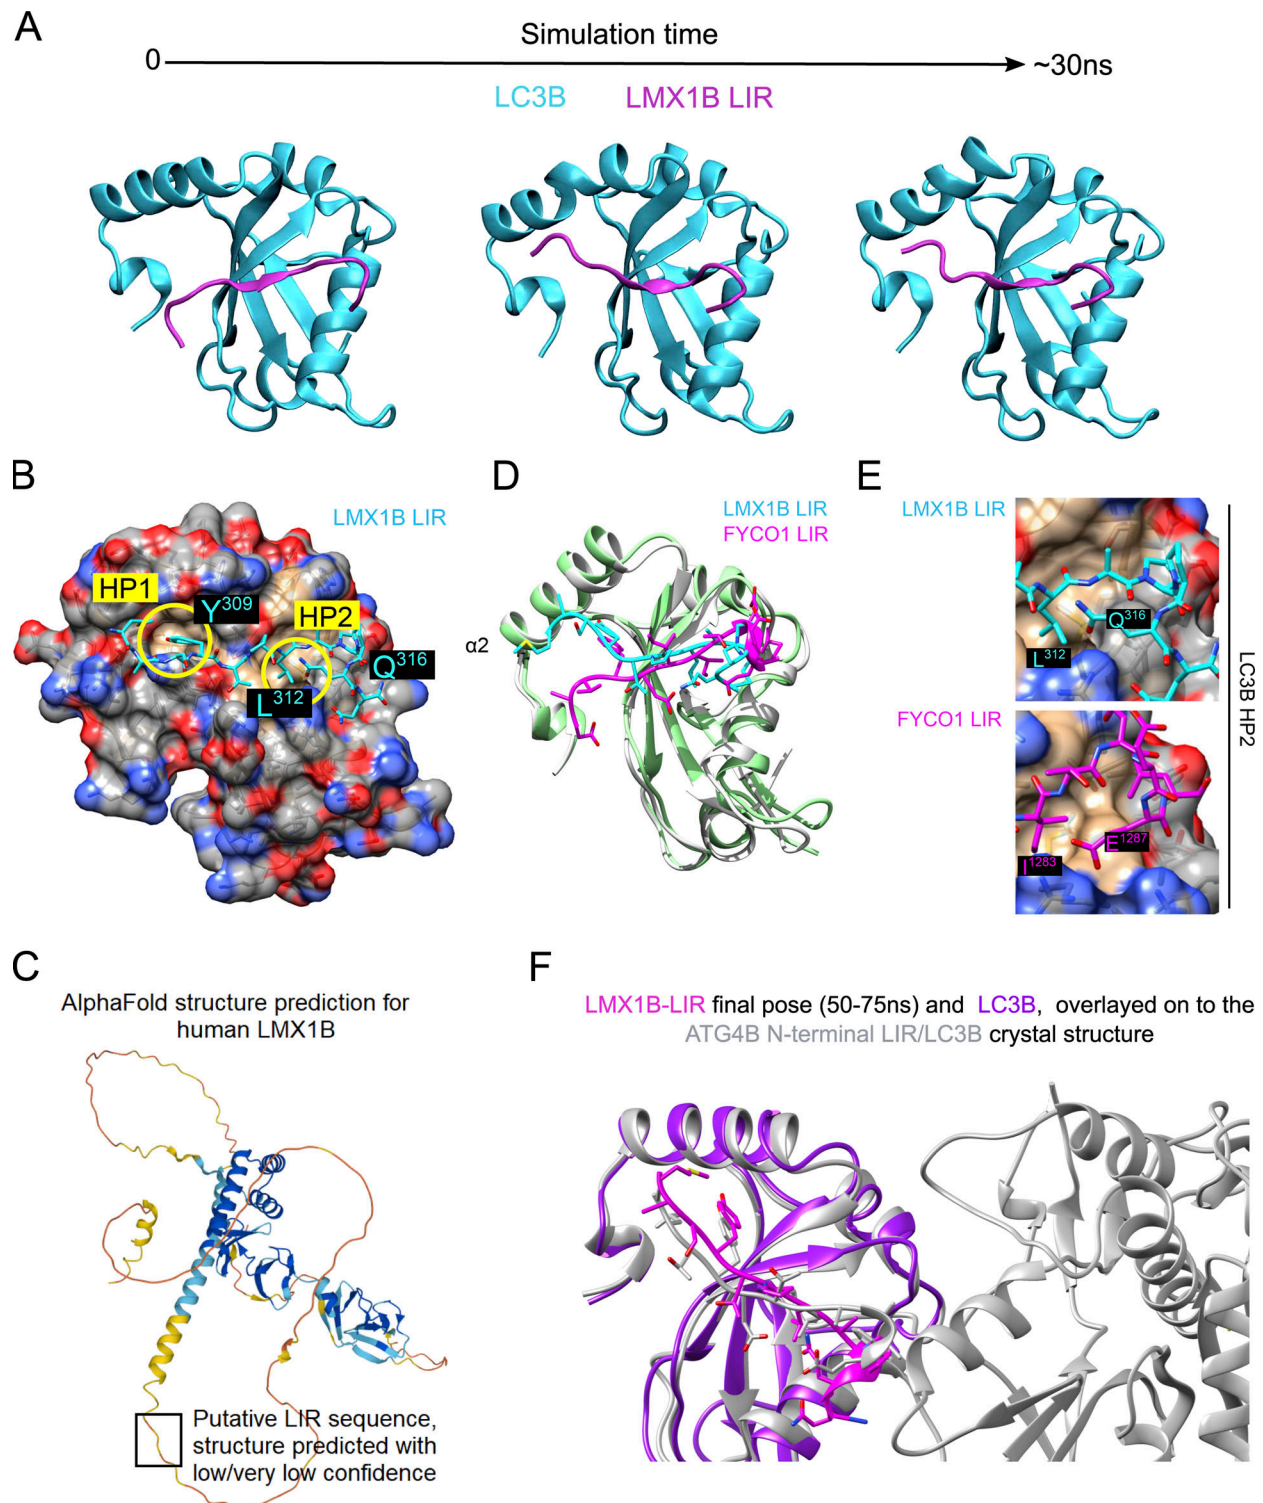 A
Simulation time
0
~30ns
LC3B
LMX1B LIR
B
LMX1B LIR
HP1
Y309
HP2
Q316
L312
D
LMX1B LIR
FYCO1 LIR
α2
E
LMX1B LIR
Q316
L312
FYCO1 LIR
E1287
I1283
LC3B HP2
C
AlphaFold structure prediction for
human LMX1B
Putative LIR sequence,
structure predicted with
low/very low confidence
F
LMX1B-LIR final pose (50-75ns) and LC3B, overlayed on to the
ATG4B N-terminal LIR/LC3B crystal structure